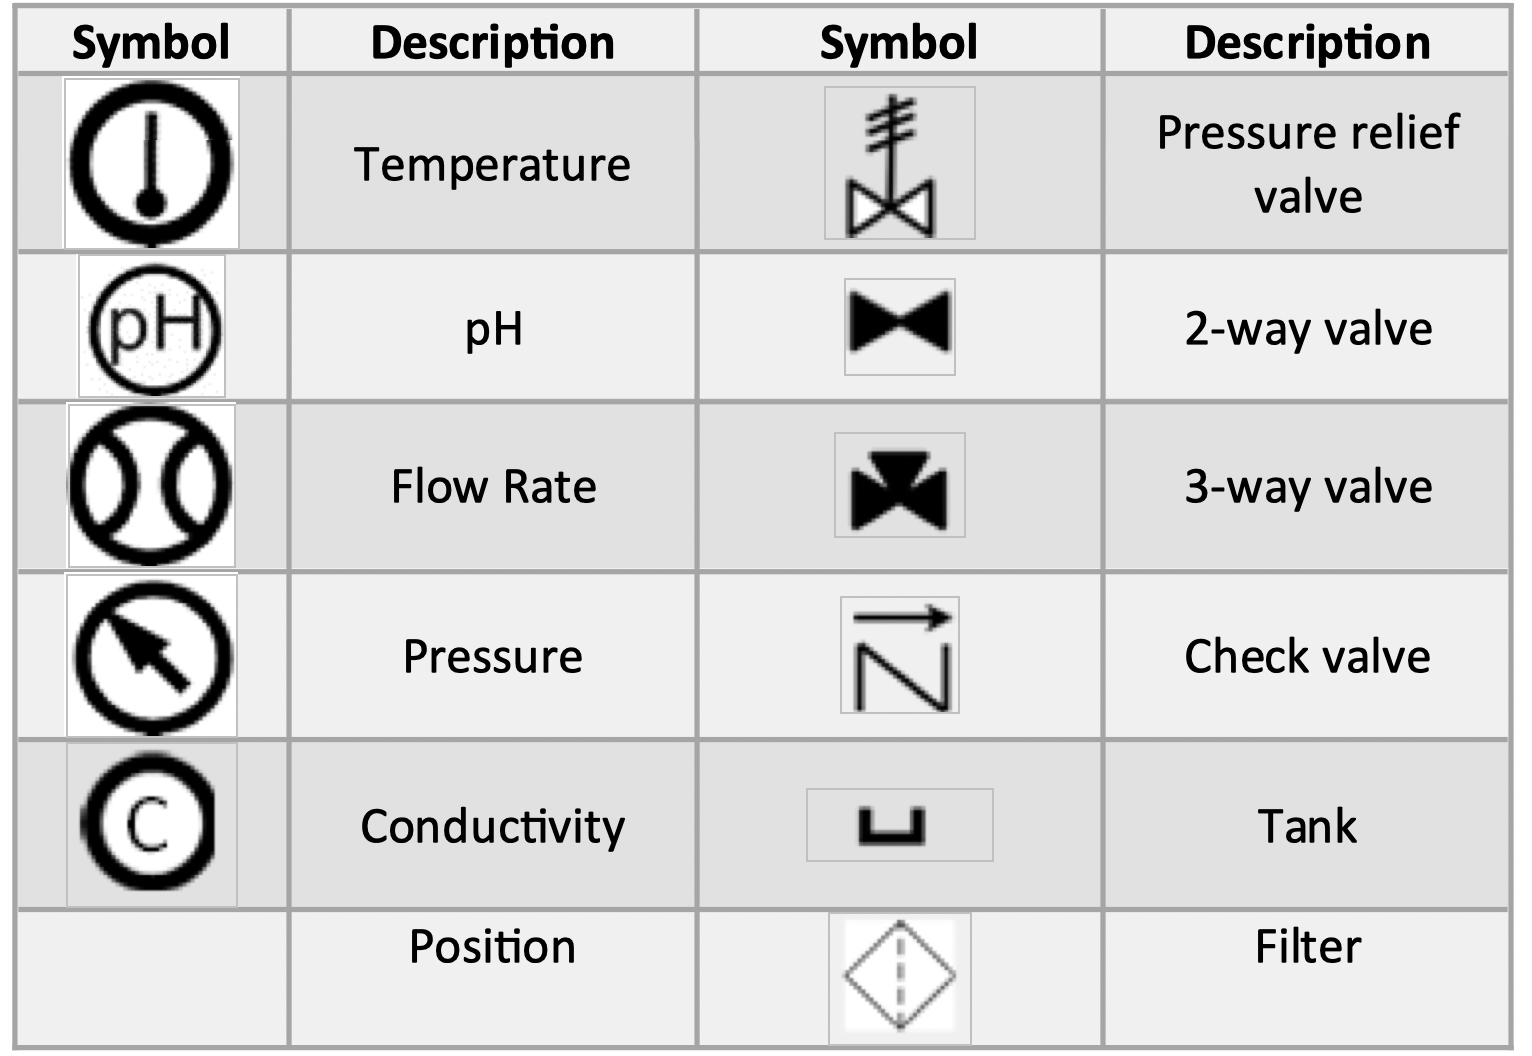 Symbol Description Symbol Description
Temperature Pressure relief
valve
pH pH 2-way valve
Flow Rate 3-way valve
Pressure Check valve
C Conductivity Tank
Position Filter